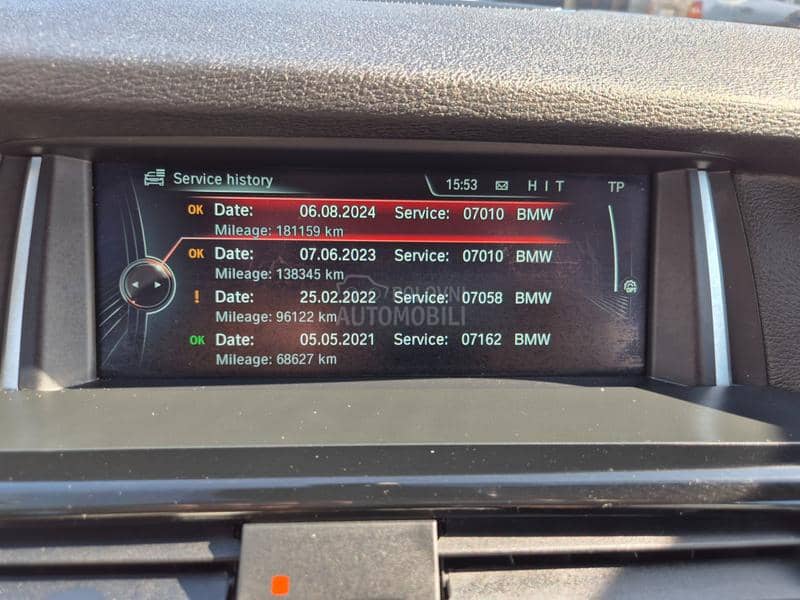 Service history 15:53 H I T TP
OK Date: 06.08.2024 Service: 07010 BMW
Mileage: 181159 km
OK Date: 07.06.2023 Service: 07010 BMW
Mileage: 138345 km
! Date: 25.02.2022 Service: 07058 BMW
POLOVNI
Mileage: 96122 km
AUTOMOBILI
OK Date: 05.05.2021 Service: 07162 BMW
Mileage: 68627 km
OFF